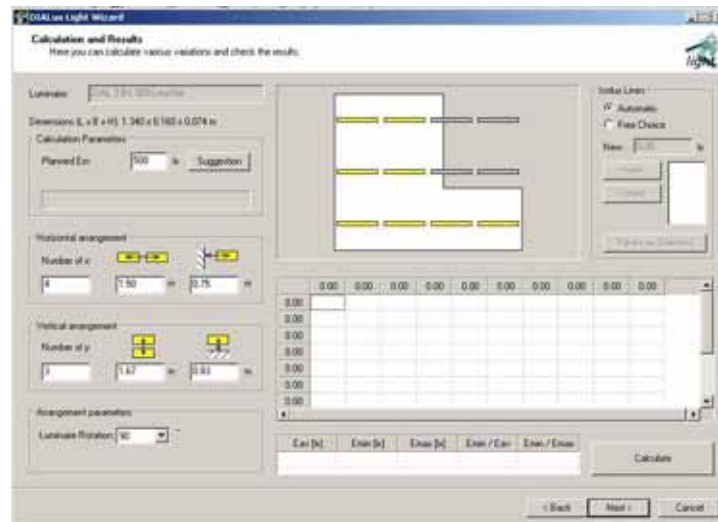 DIALux Light Wizard
Calculation and Results
Here you can calculate various variations and check the results.
light
Luminaire
Dimensions (L x B x H): 1.340 x 0.160 x 0.074 m
Calculation Parameters
Planned Em 500 lx Suggestion
Horizontal arrangement
Number of x
4 1.50 m 0.75 m
Vertical arrangement
Number of y
3 1.67 m 0.83 m
Arrangement parameters
Luminaire Rotation 90 °
Isolux Lines
Automatic
Free Choice
New lx
0.00 0.00 0.00 0.00 0.00 0.00 0.00 0.00 0.00 0.00
0.00
0.00
0.00
0.00
0.00
0.00
0.00
Eav [lx] Emin [lx] Emax [lx] Emin / Eav Emin / Emax
Calculate
< Back Next > Cancel